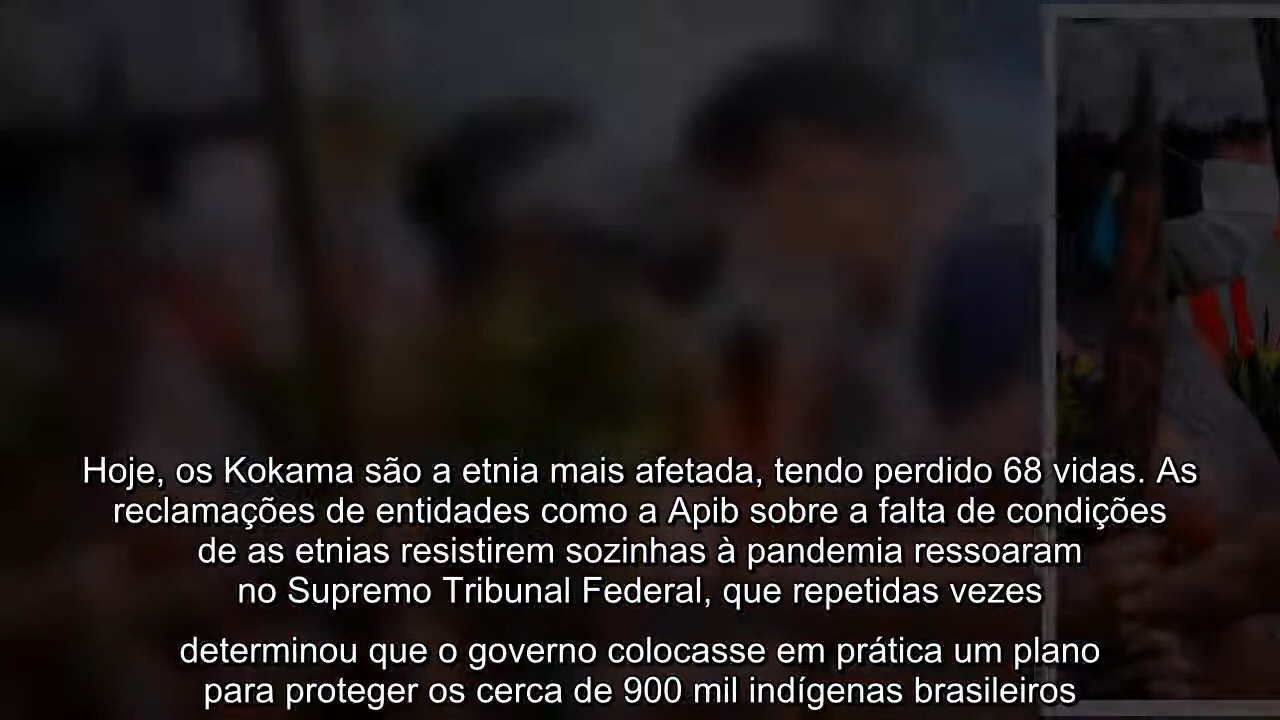 Hoje, os Kokama são a etnia mais afetada, tendo perdido 68 vidas. As
reclamações de entidades como a Apib sobre a falta de condições
de as etnias resistirem sozinhas à pandemia ressoaram
no Supremo Tribunal Federal, que repetidas vezes
determinou que o governo colocasse em prática um plano
para proteger os cerca de 900 mil indígenas brasileiros